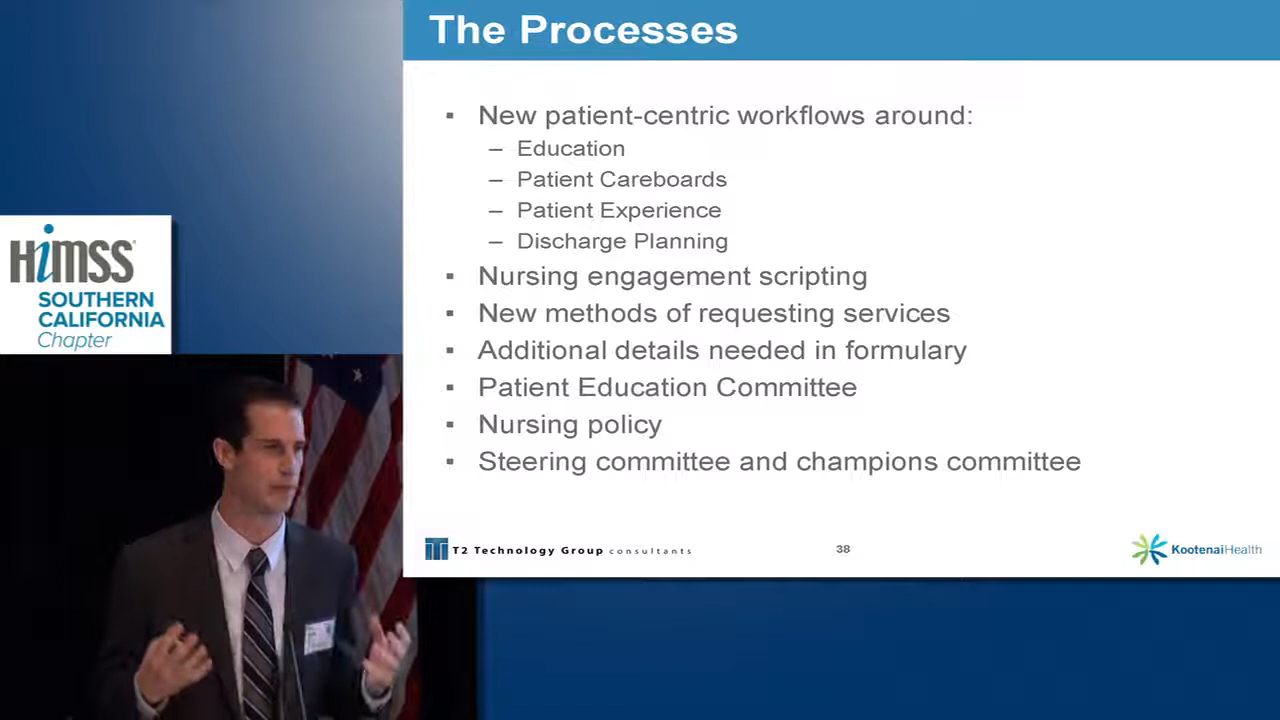 The Processes
▪ New patient-centric workflows around:
– Education
– Patient Careboards
– Patient Experience
– Discharge Planning
▪ Nursing engagement scripting
▪ New methods of requesting services
▪ Additional details needed in formulary
▪ Patient Education Committee
▪ Nursing policy
▪ Steering committee and champions committee
HiMSS
SOUTHERN
CALIFORNIA
Chapter
T2 Technology Group consultants
38
KootenaiHealth